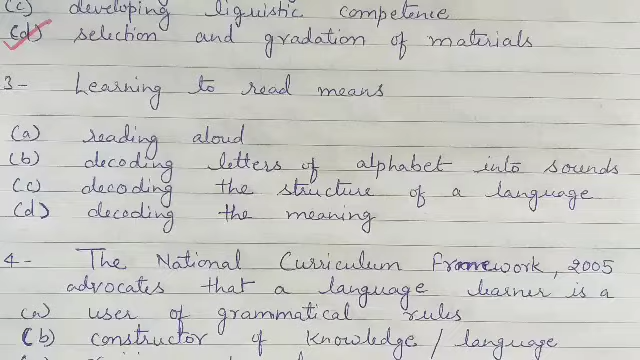 (c) developing liguistic competence
(d) selection and gradation of materials
3- Learning to read means
(a) reading aloud
(b) decoding letters of alphabet into sounds
(c) decoding the structure of a language
(d) decoding the meaning
4- The National Curriculum Framework, 2005
advocates that a language learner is a
(a) user of grammatical rules
(b) constructor of knowledge / language